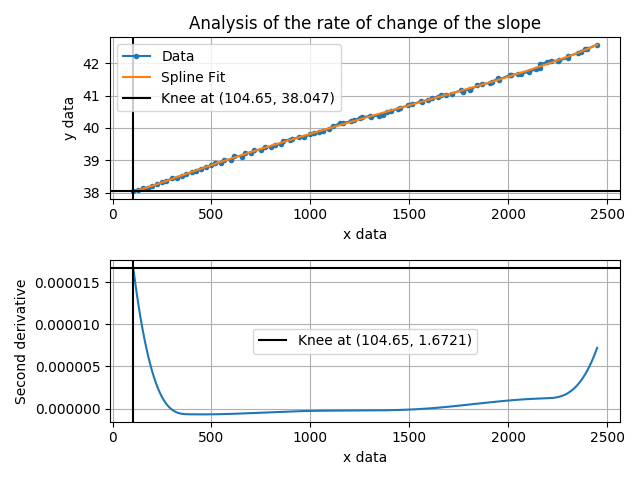 Analysis of the rate of change of the slope
Data
Spline Fit
Knee at (104.65, 38.047)
y data
42
41
40
39
38
0
500
1000
1500
2000
2500
x data
Second derivative
0.000015
0.000010
0.000005
0.000000
Knee at (104.65, 1.6721)
0
500
1000
1500
2000
2500
x data